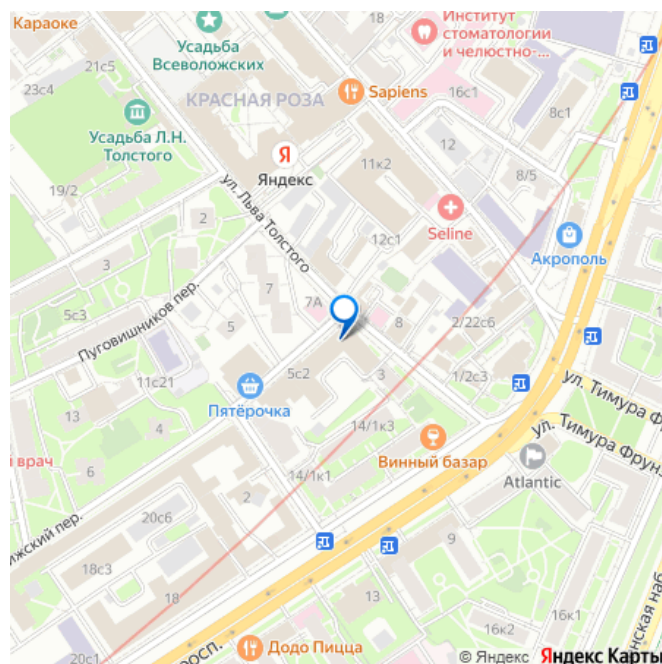 Караоке
Институт
стоматологии
и челюстно-...
Усадьба
Всеволожских
21с5
23с4
КРАСНАЯ РОЗА
Sapiens
16с1
8с1
Усадьба Л.Н.
Толстого
Я
Яндекс
11к2
12
8/5
19/2
2
ул. Льва Толстого
Seline
12с1
Акрополь
3
7
7А
5с3
Пуговишников пер.
5
8
2/22с6
11с21
5с2
3
1/2с3
Пятёрочка
13
4
14/1к3
ул. Тимура Ф
ул. Тимура Фрун
й врач
6
Винный базар
14/1к1
Atlantic
2
20с6
жский пер.
9
18с3
18
13
16к2
16к1
нская наб
20с1
РОСП.
Додо Пицца
© Яндекс Яндекс Карты